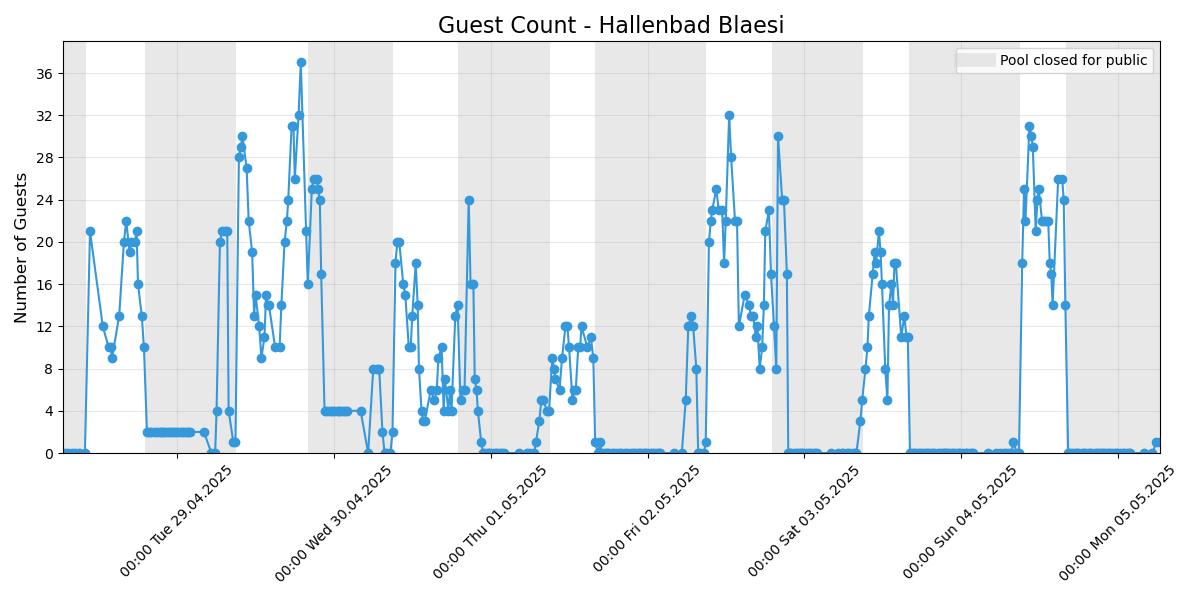 Guest Count - Hallenbad Blaesi
Pool closed for public
Number of Guests
36
32
28
24
20
16
12
8
4
0
00:00 Tue 29.04.2025
00:00 Wed 30.04.2025
00:00 Thu 01.05.2025
00:00 Fri 02.05.2025
00:00 Sat 03.05.2025
00:00 Sun 04.05.2025
00:00 Mon 05.05.2025